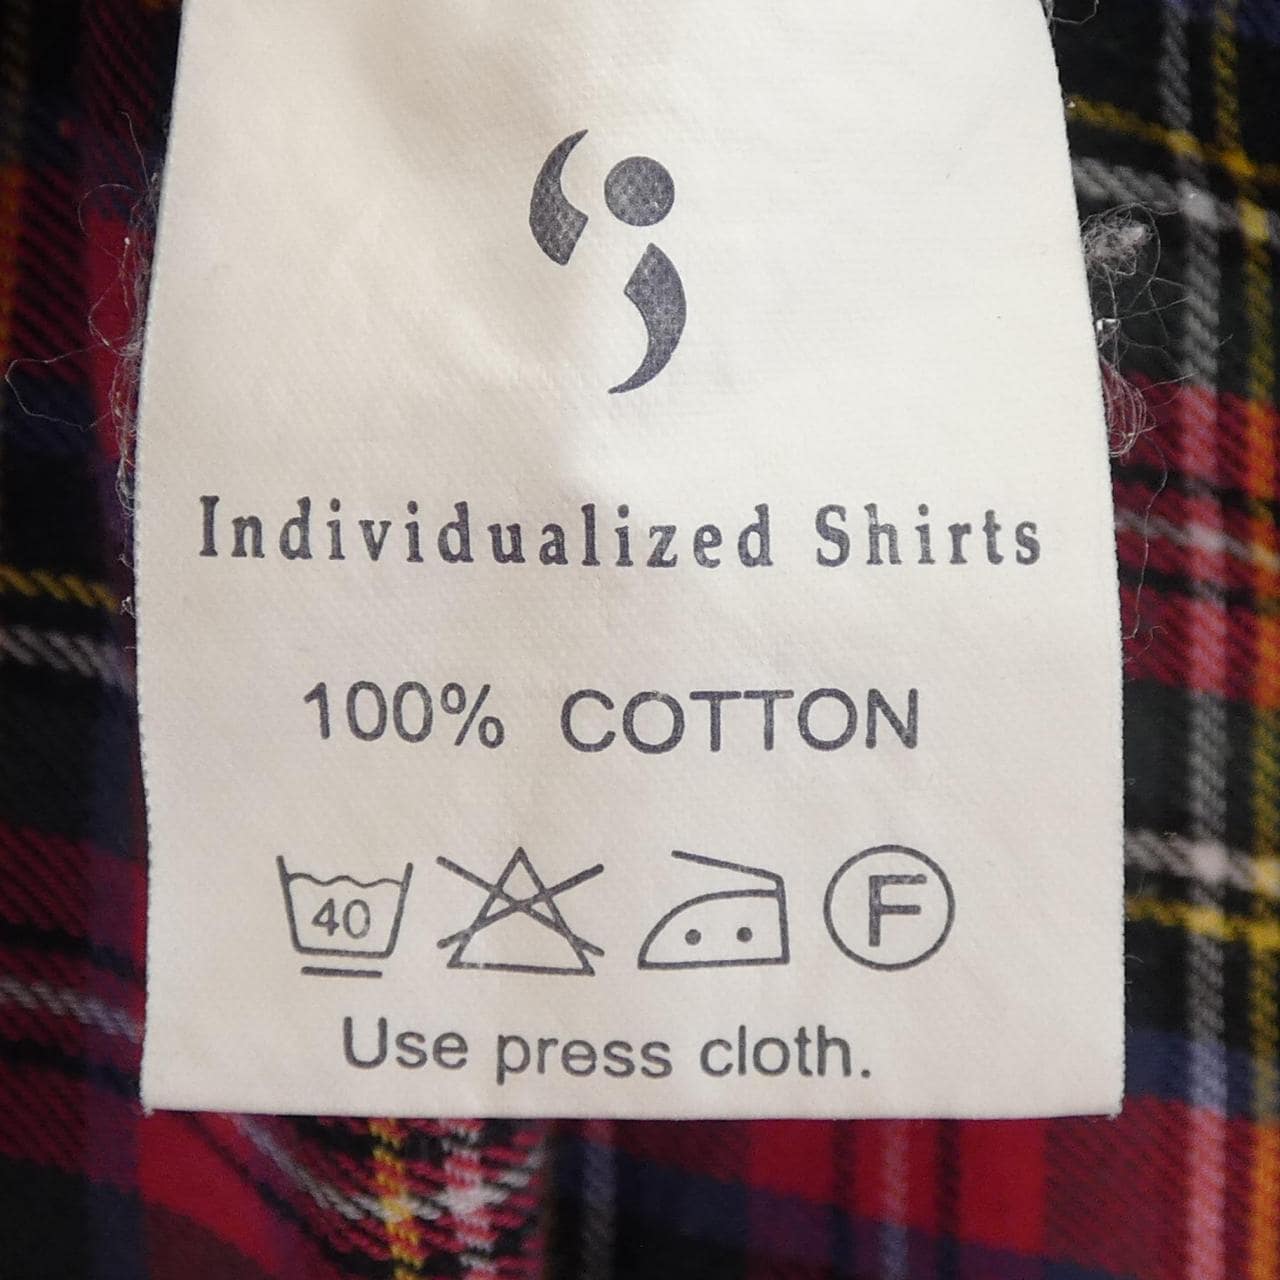 Individualized Shirts
100% COTTON
40 F
Use press cloth.